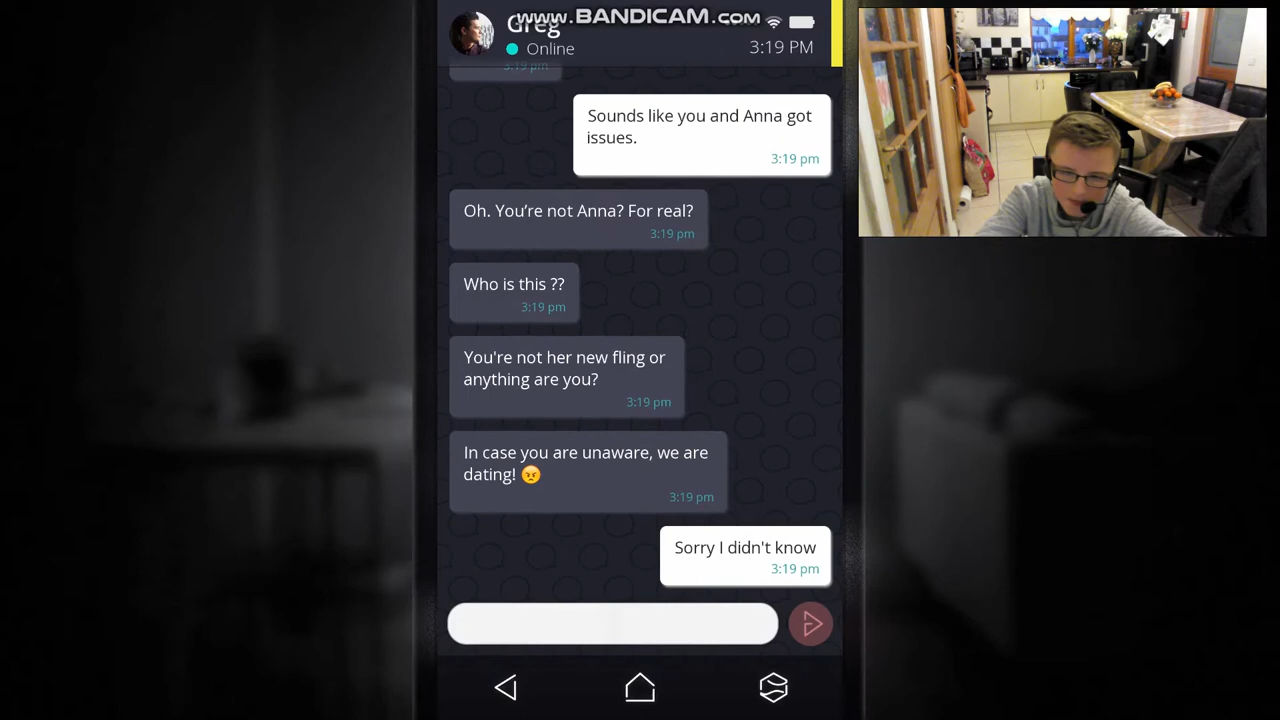 www.BANDICAM.com
Greg
Online
3:19 PM
3:19 pm
Sounds like you and Anna got
issues.
3:19 pm
Oh. You’re not Anna? For real?
3:19 pm
Who is this ??
3:19 pm
You're not her new fling or
anything are you?
3:19 pm
In case you are unaware, we are
dating! 😠
3:19 pm
Sorry I didn't know
3:19 pm